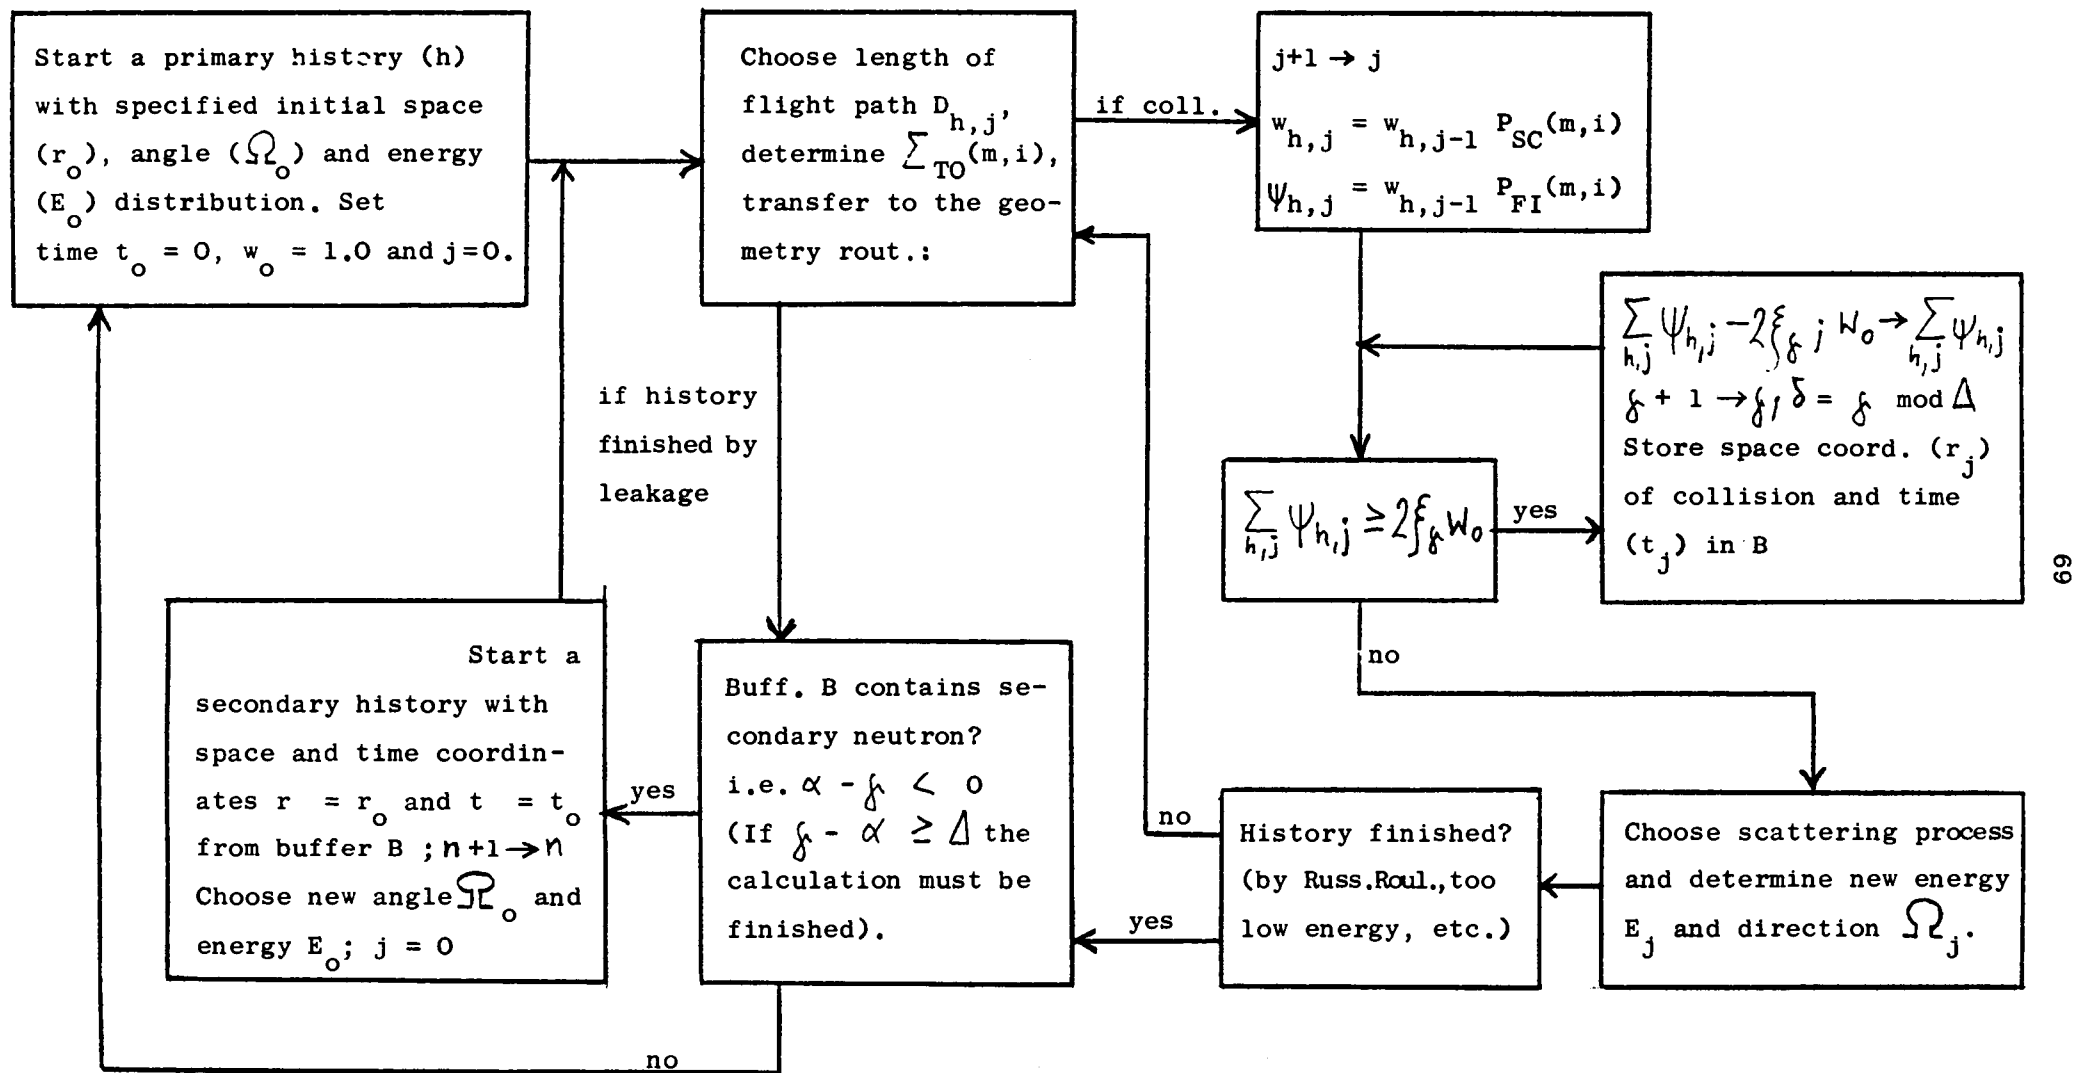 Start a primary history (h)
with specified initial space
(r_o), angle (Ω_o) and energy
(E_o) distribution. Set
time t_o = 0, w_o = 1.0 and j=0.
Choose length of
flight path D_h,j,
determine Σ_TO(m,i),
transfer to the geo-
metry rout.:
if coll.
j+1 → j
w_h,j = w_h,j-1 P_SC(m,i)
ψ_h,j = w_h,j-1 P_FI(m,i)
Σ_h,j ψ_h,j -2ξ_γ j W_o → Σ_h,j ψ_h,j
γ + 1 → γ, δ = γ mod Δ
Store space coord. (r_j)
of collision and time
(t_j) in B
if history
finished by
leakage
Σ_h,j ψ_h,j ≥ 2ξ_γ W_o
yes
no
69
Start a
secondary history with
space and time coordin-
ates r = r_o and t = t_o
from buffer B ; n+1→n
Choose new angle Ω_o and
energy E_o; j = 0
yes
Buff. B contains se-
condary neutron?
i.e. α - γ < 0
(If γ - α ≥ Δ the
calculation must be
finished).
no
yes
History finished?
(by Russ.Roul.,too
low energy, etc.)
Choose scattering process
and determine new energy
E_j and direction Ω_j.
no